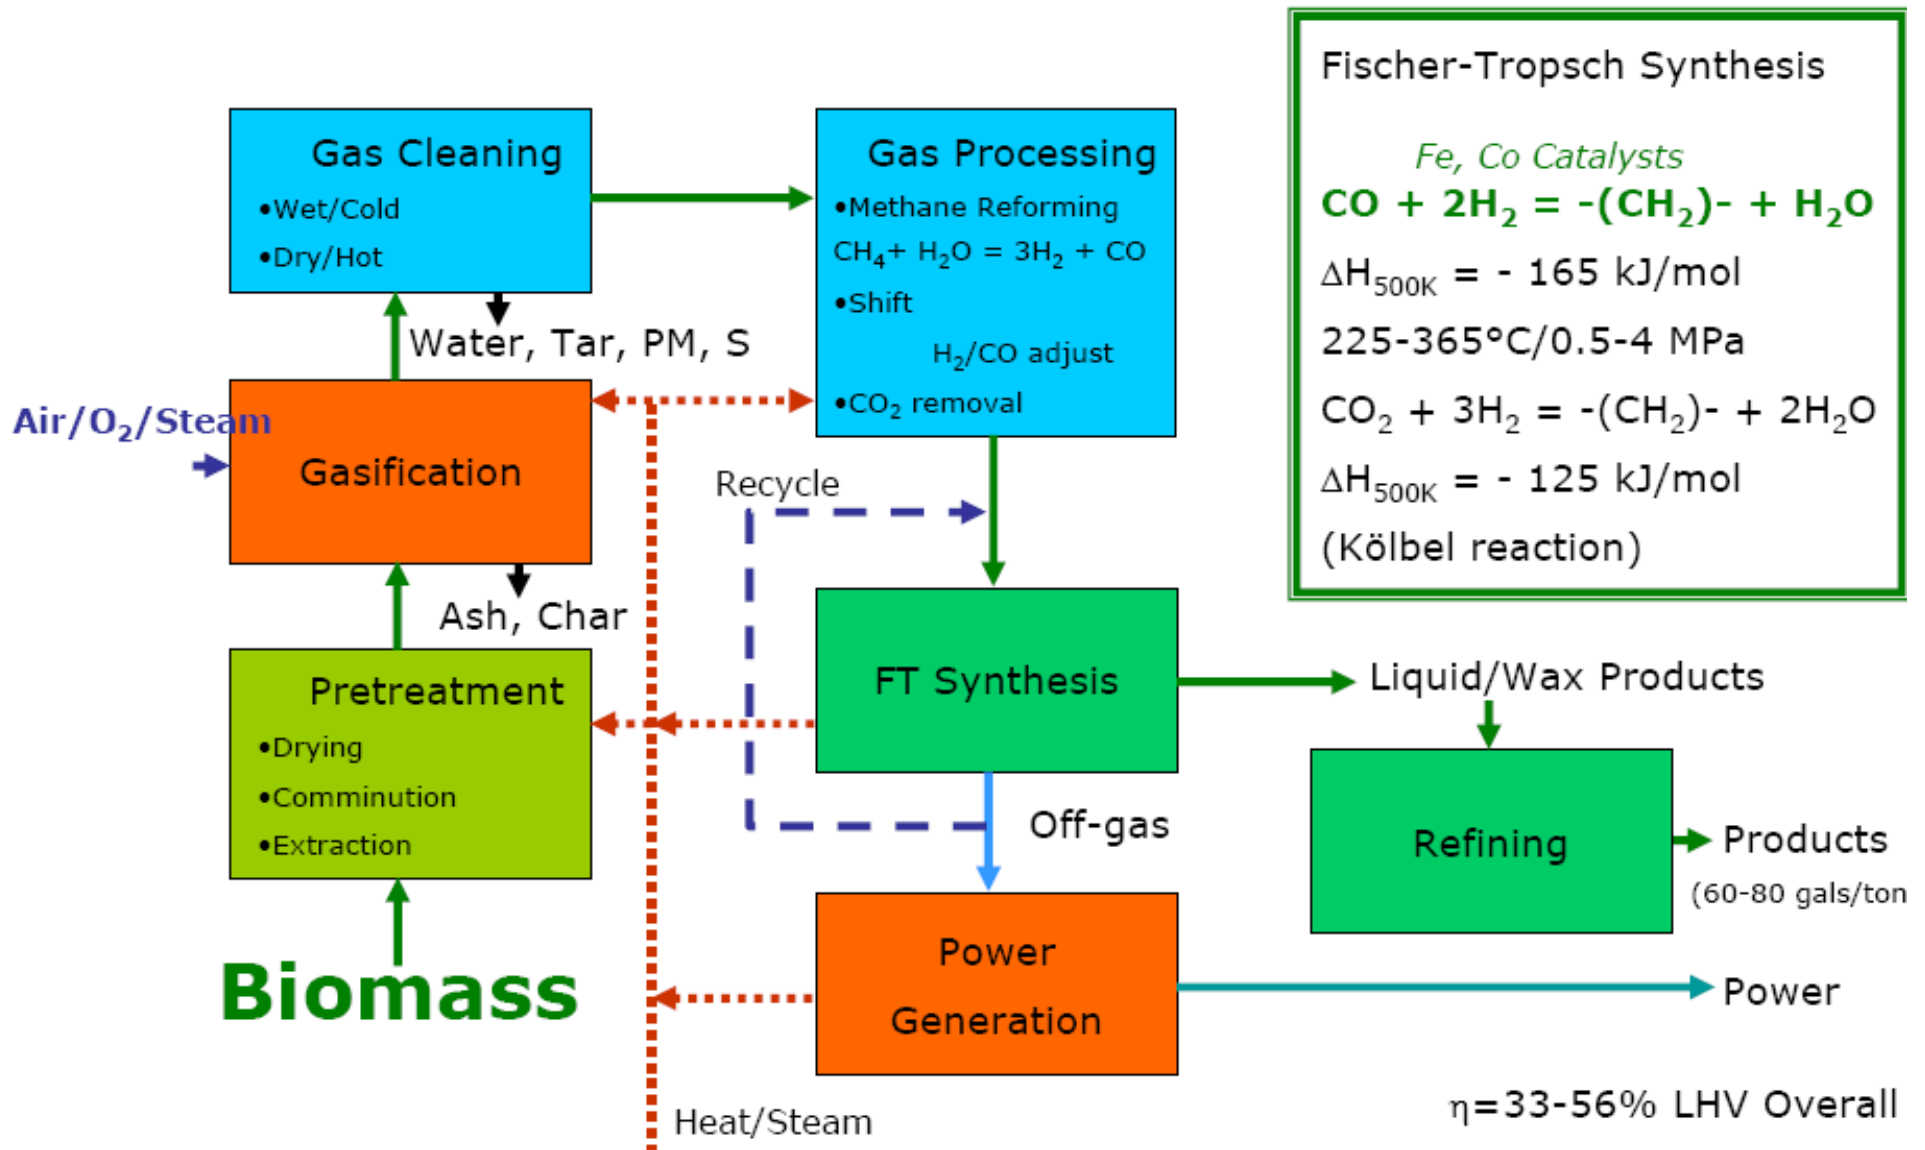 Fischer-Tropsch Synthesis
Fe, Co Catalysts
CO + 2H₂ = -(CH₂)- + H₂O
ΔH₅₀₀K = - 165 kJ/mol
225-365°C/0.5-4 MPa
CO₂ + 3H₂ = -(CH₂)- + 2H₂O
ΔH₅₀₀K = - 125 kJ/mol
(Kölbel reaction)
Gas Cleaning
•Wet/Cold
•Dry/Hot
Gas Processing
•Methane Reforming
CH₄+ H₂O = 3H₂ + CO
•Shift
H₂/CO adjust
•CO₂ removal
Water, Tar, PM, S
Air/O₂/Steam
Gasification
Recycle
Ash, Char
Pretreatment
•Drying
•Comminution
•Extraction
FT Synthesis
Liquid/Wax Products
Off-gas
Refining
Products
(60-80 gals/ton
Biomass
Power
Generation
Power
Heat/Steam
η=33-56% LHV Overall